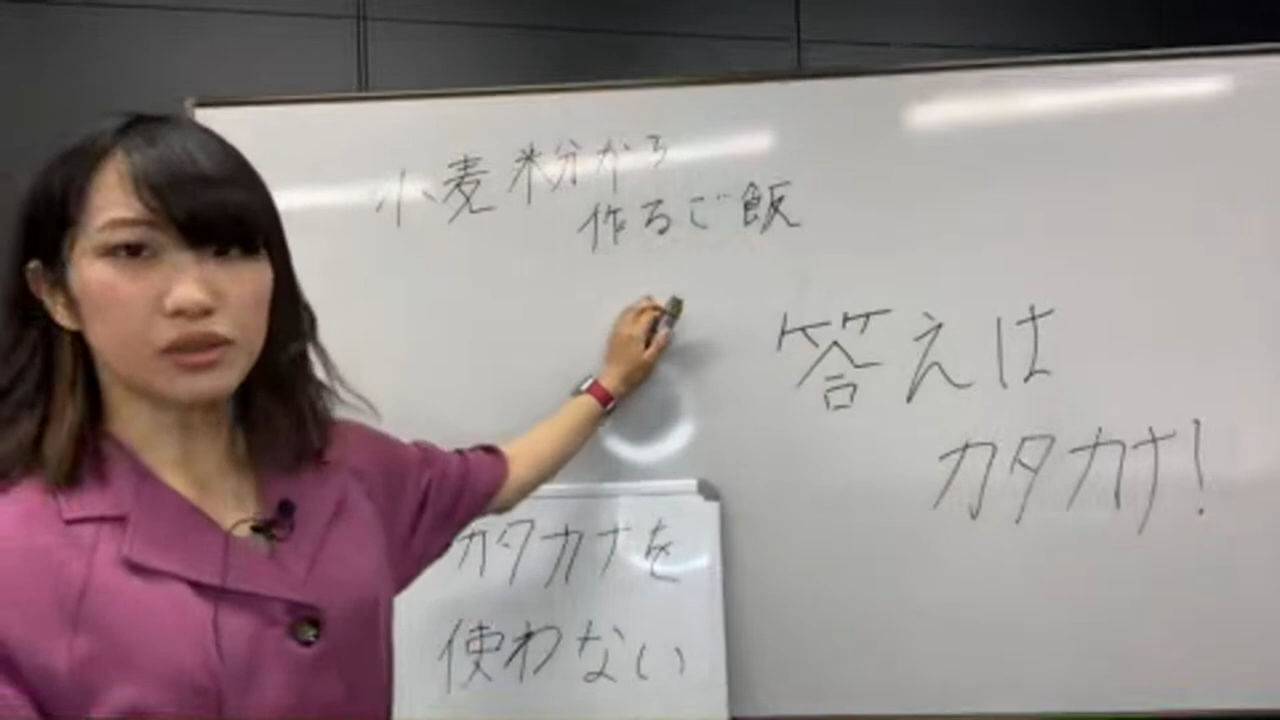 小麦粉から
作るご飯
答えは
カタカナ!
カタカナを
使わない